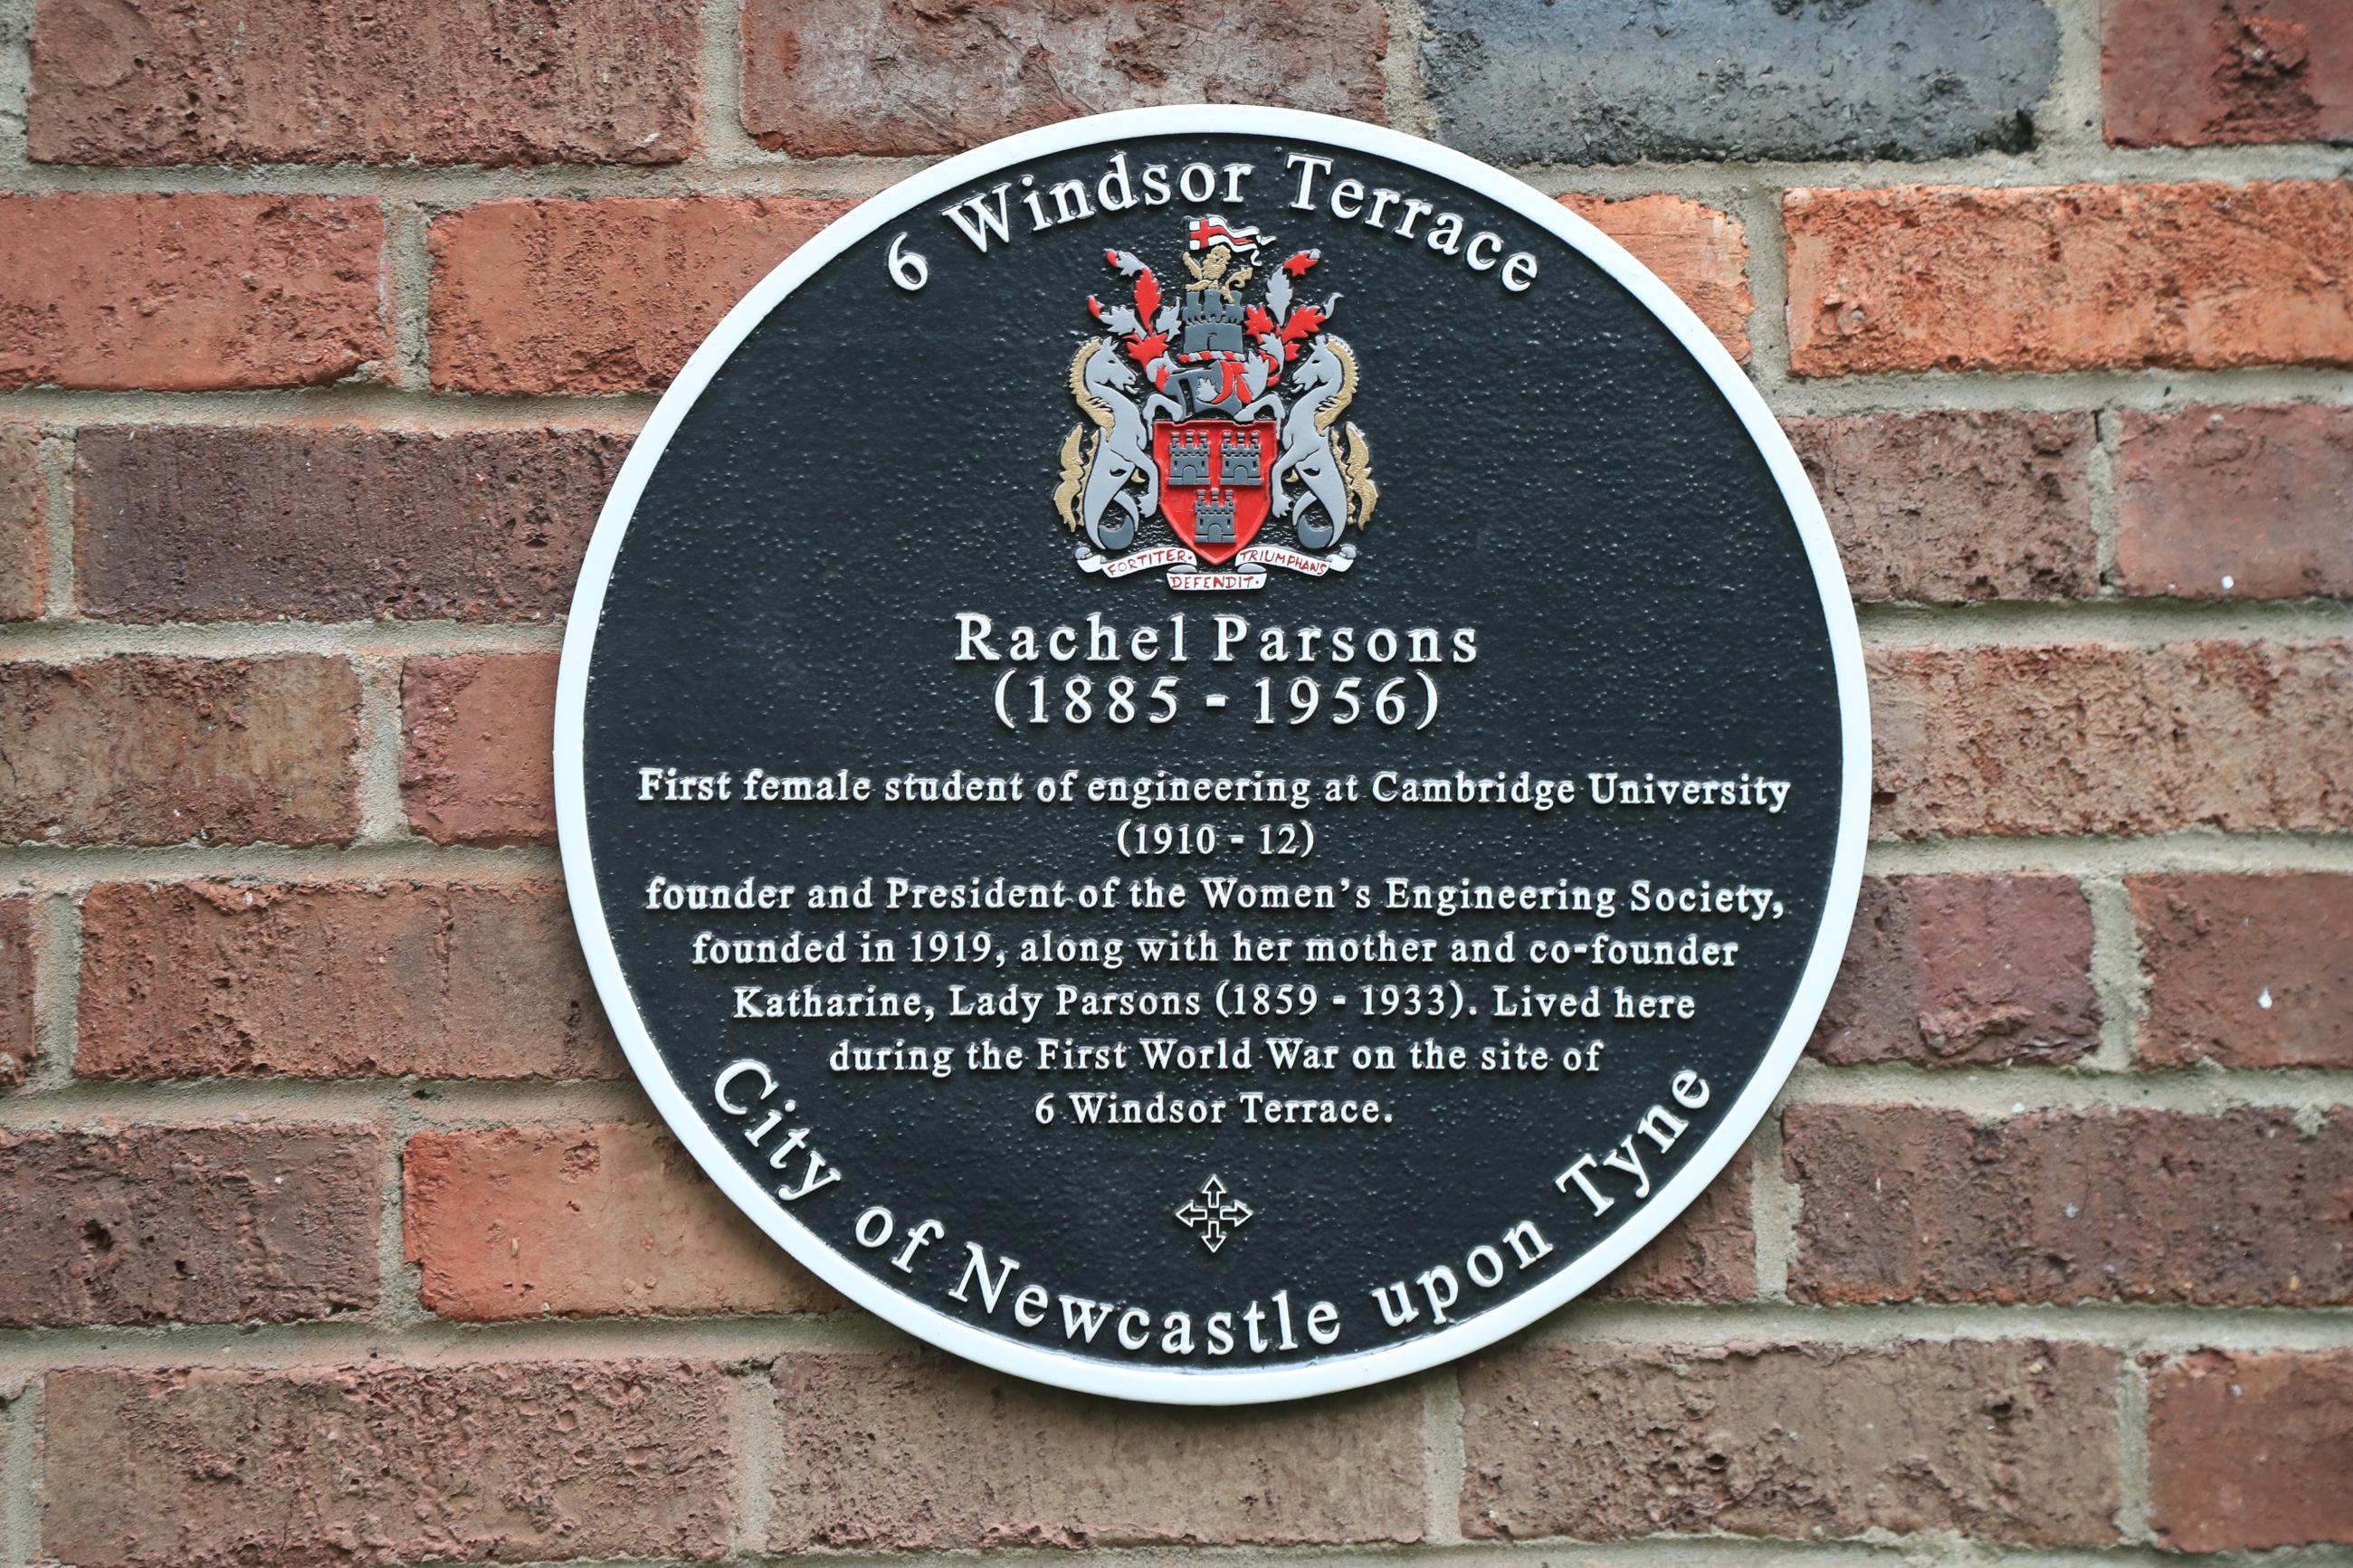 6 Windsor Terrace
FORTITER·
TRIUMPHANS
DEFENDIT·
Rachel Parsons
(1885 - 1956)
First female student of engineering at Cambridge University
(1910 - 12)
founder and President of the Women's Engineering Society,
founded in 1919, along with her mother and co-founder
Katharine, Lady Parsons (1859 - 1933). Lived here
during the First World War on the site of
6 Windsor Terrace.
City of Newcastle upon Tyne